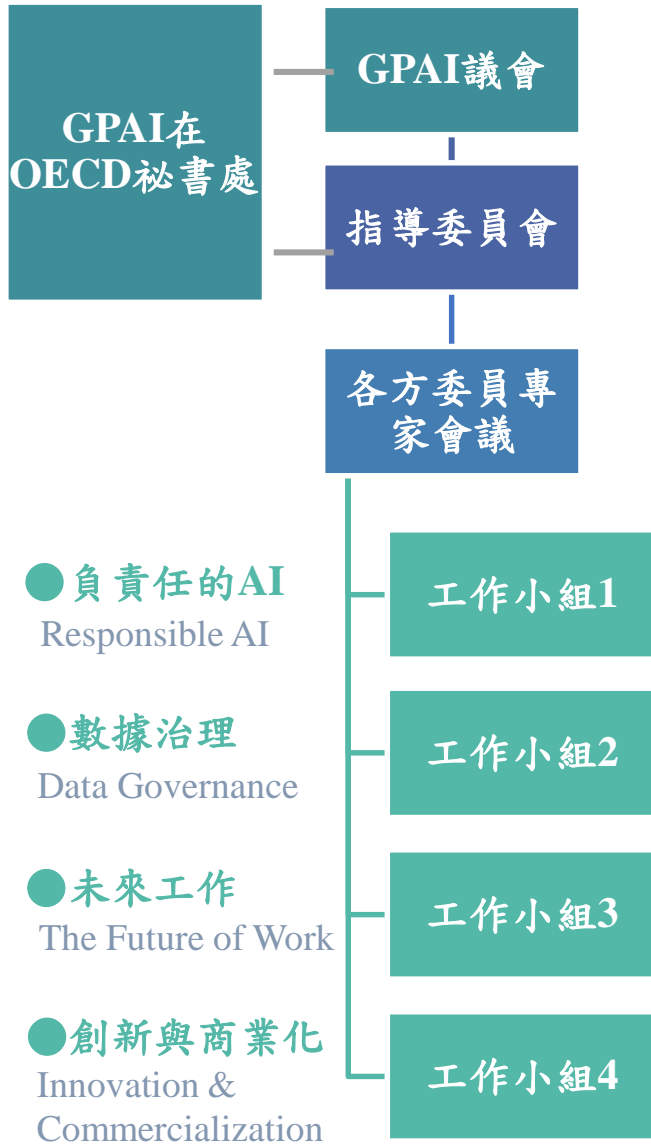 GPAI在
OECD祕書處
GPAI議會
指導委員會
各方委員專
家會議
●負責任的AI
Responsible AI
工作小組1
●數據治理
Data Governance
工作小組2
●未來工作
The Future of Work
工作小組3
●創新與商業化
Innovation &
Commercialization
工作小組4